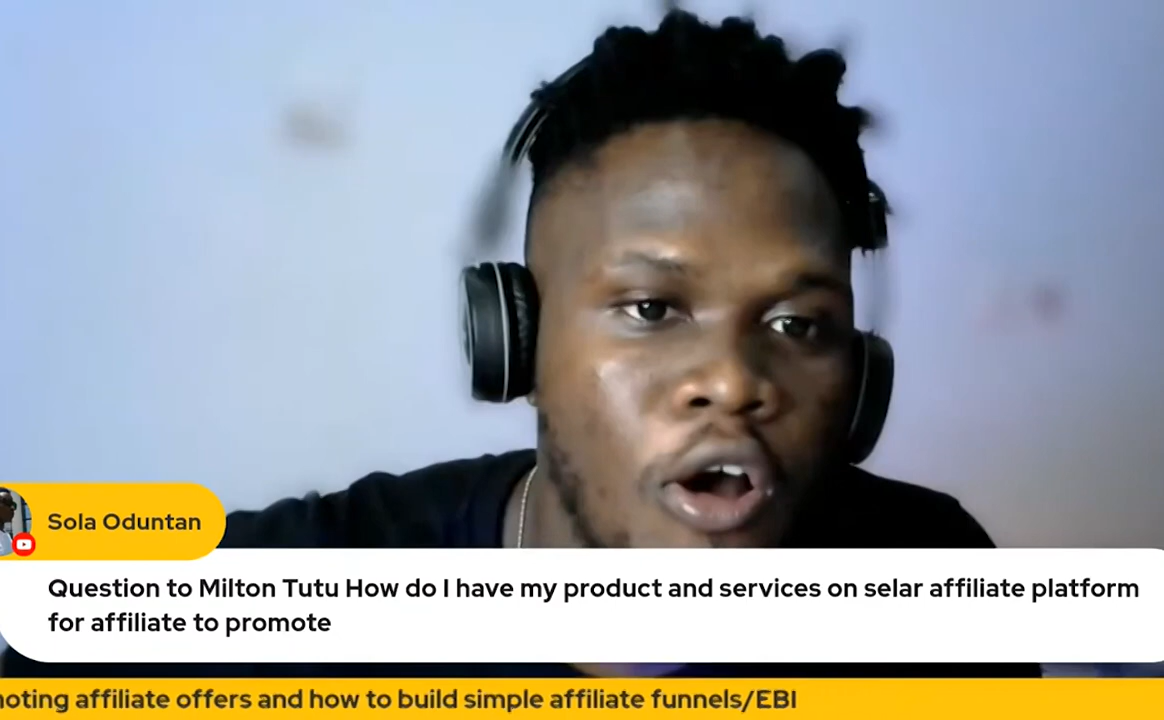 Sola Oduntan
Question to Milton Tutu How do I have my product and services on selar affiliate platform
for affiliate to promote
noting affiliate offers and how to build simple affiliate funnels/EBI